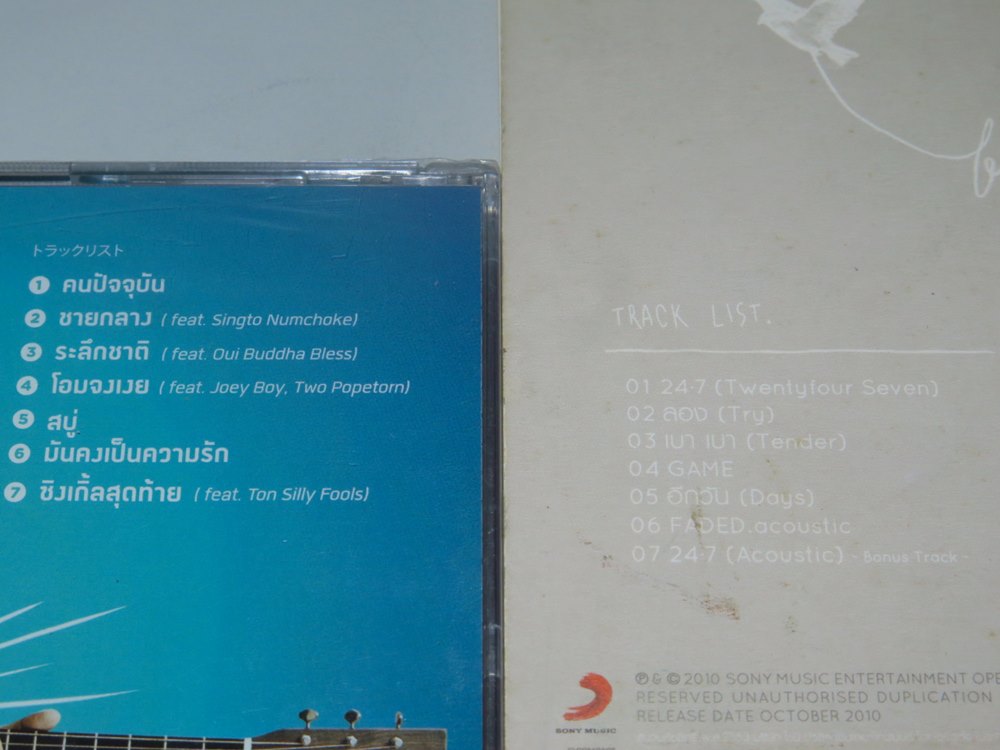 トラックリスト
1 คนปัจจุบัน
2 ชายกลาง ( feat. Singto Numchoke)
3 ระลึกชาติ ( feat. Oui Buddha Bless)
4 โอมจงเงย ( feat. Joey Boy, Two Popetorn)
5 สบู่
6 มันคงเป็นความรัก
7 ซิงเกิ้ลสุดท้าย ( feat. Ton Silly Fools)
TRACK LIST.
01 24·7 (Twentyfour Seven)
02 ลอง (Try)
03 เบา เบา (Tender)
04 GAME
05 อีกวัน (Days)
06 FADED.acoustic
07 24·7 (Acoustic) - Bonus Track -
℗ & © 2010 SONY MUSIC ENTERTAINMENT OPE
RESERVED UNAUTHORISED DUPLICATION
RELEASE DATE OCTOBER 2010
SONY MUSIC